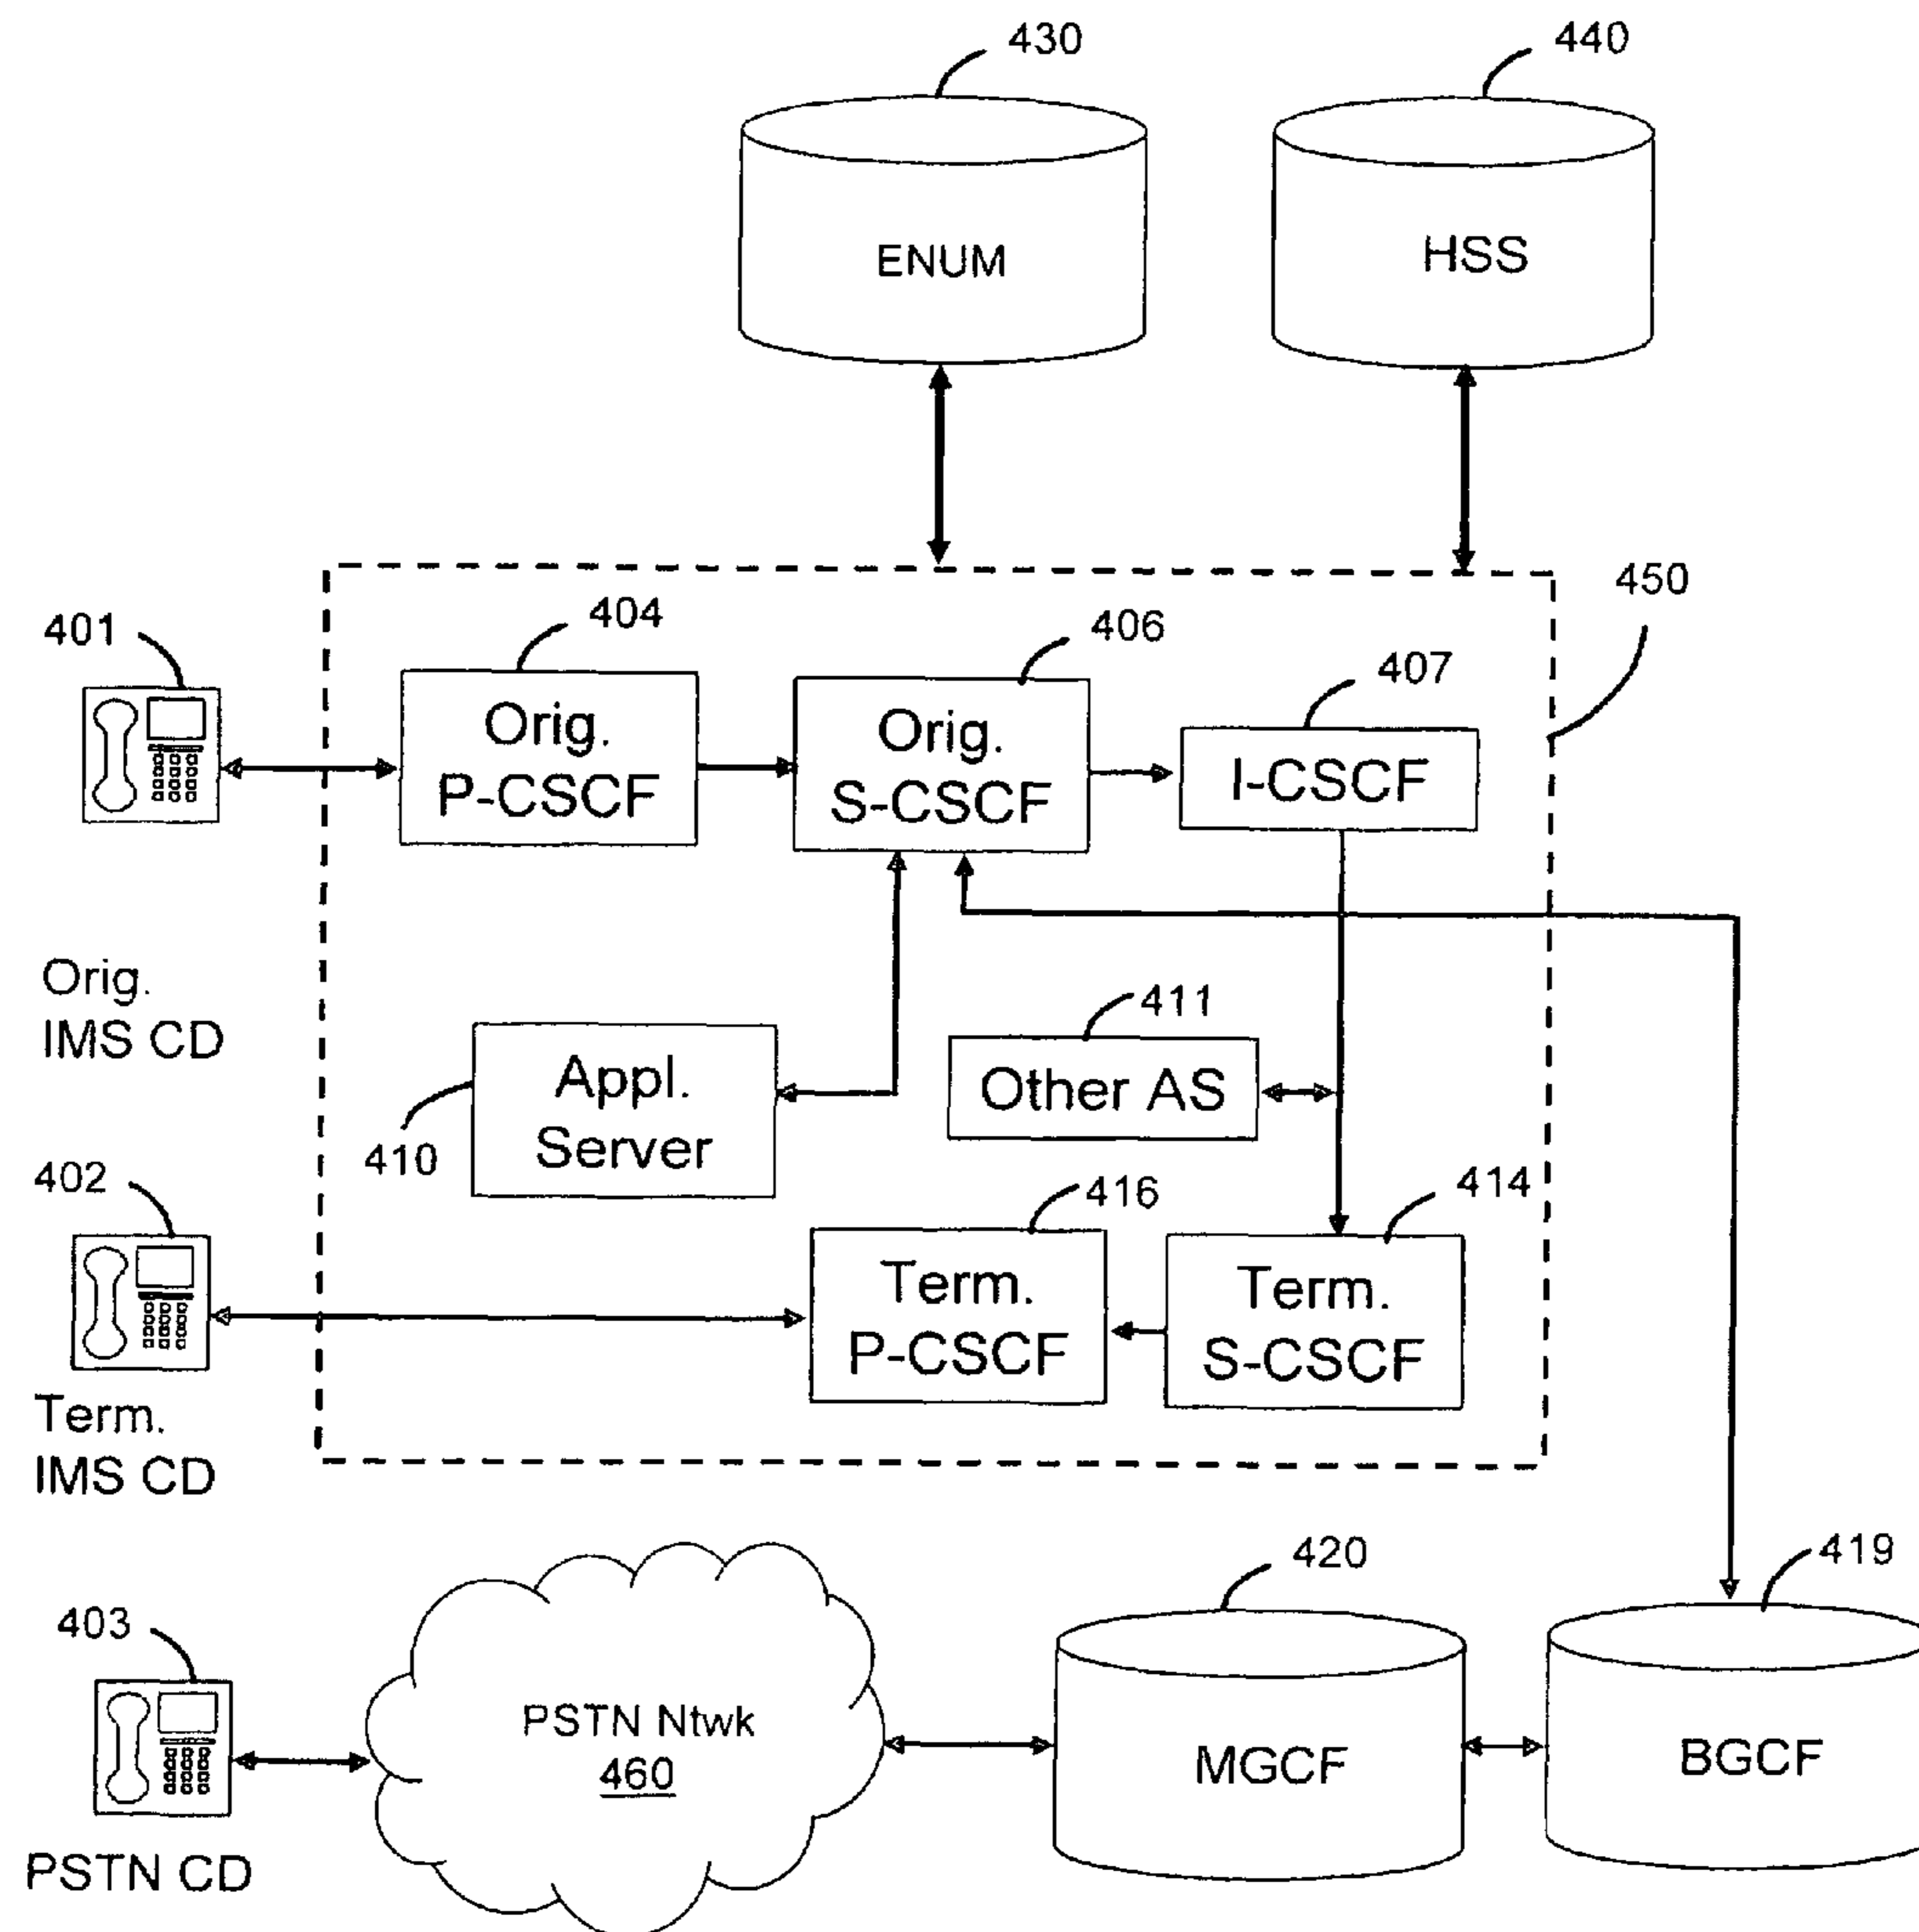 430
440
ENUM
HSS
450
401
404
406
407
Orig.
P-CSCF
Orig.
S-CSCF
I-CSCF
Orig.
IMS CD
411
Other AS
Appl.
Server
410
402
416
414
Term.
P-CSCF
Term.
S-CSCF
Term.
IMS CD
420
419
403
PSTN Ntwk
460
MGCF
BGCF
PSTN CD